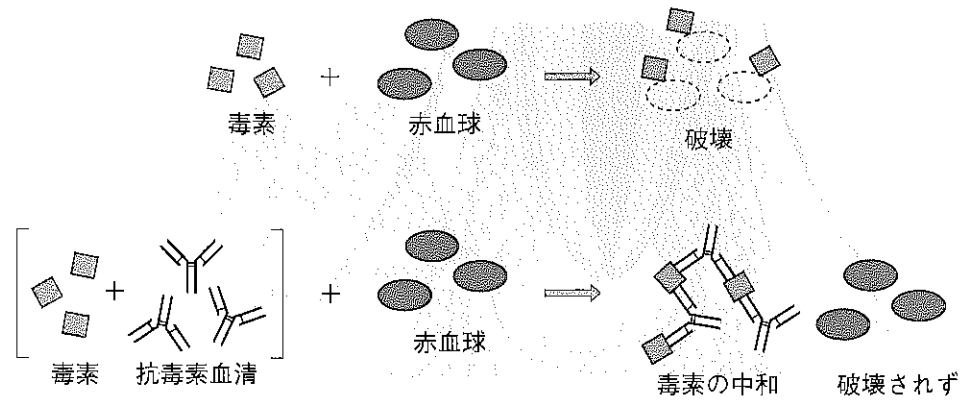 毒素
赤血球
破壊
毒素
抗毒素血清
赤血球
毒素の中和
破壊されず